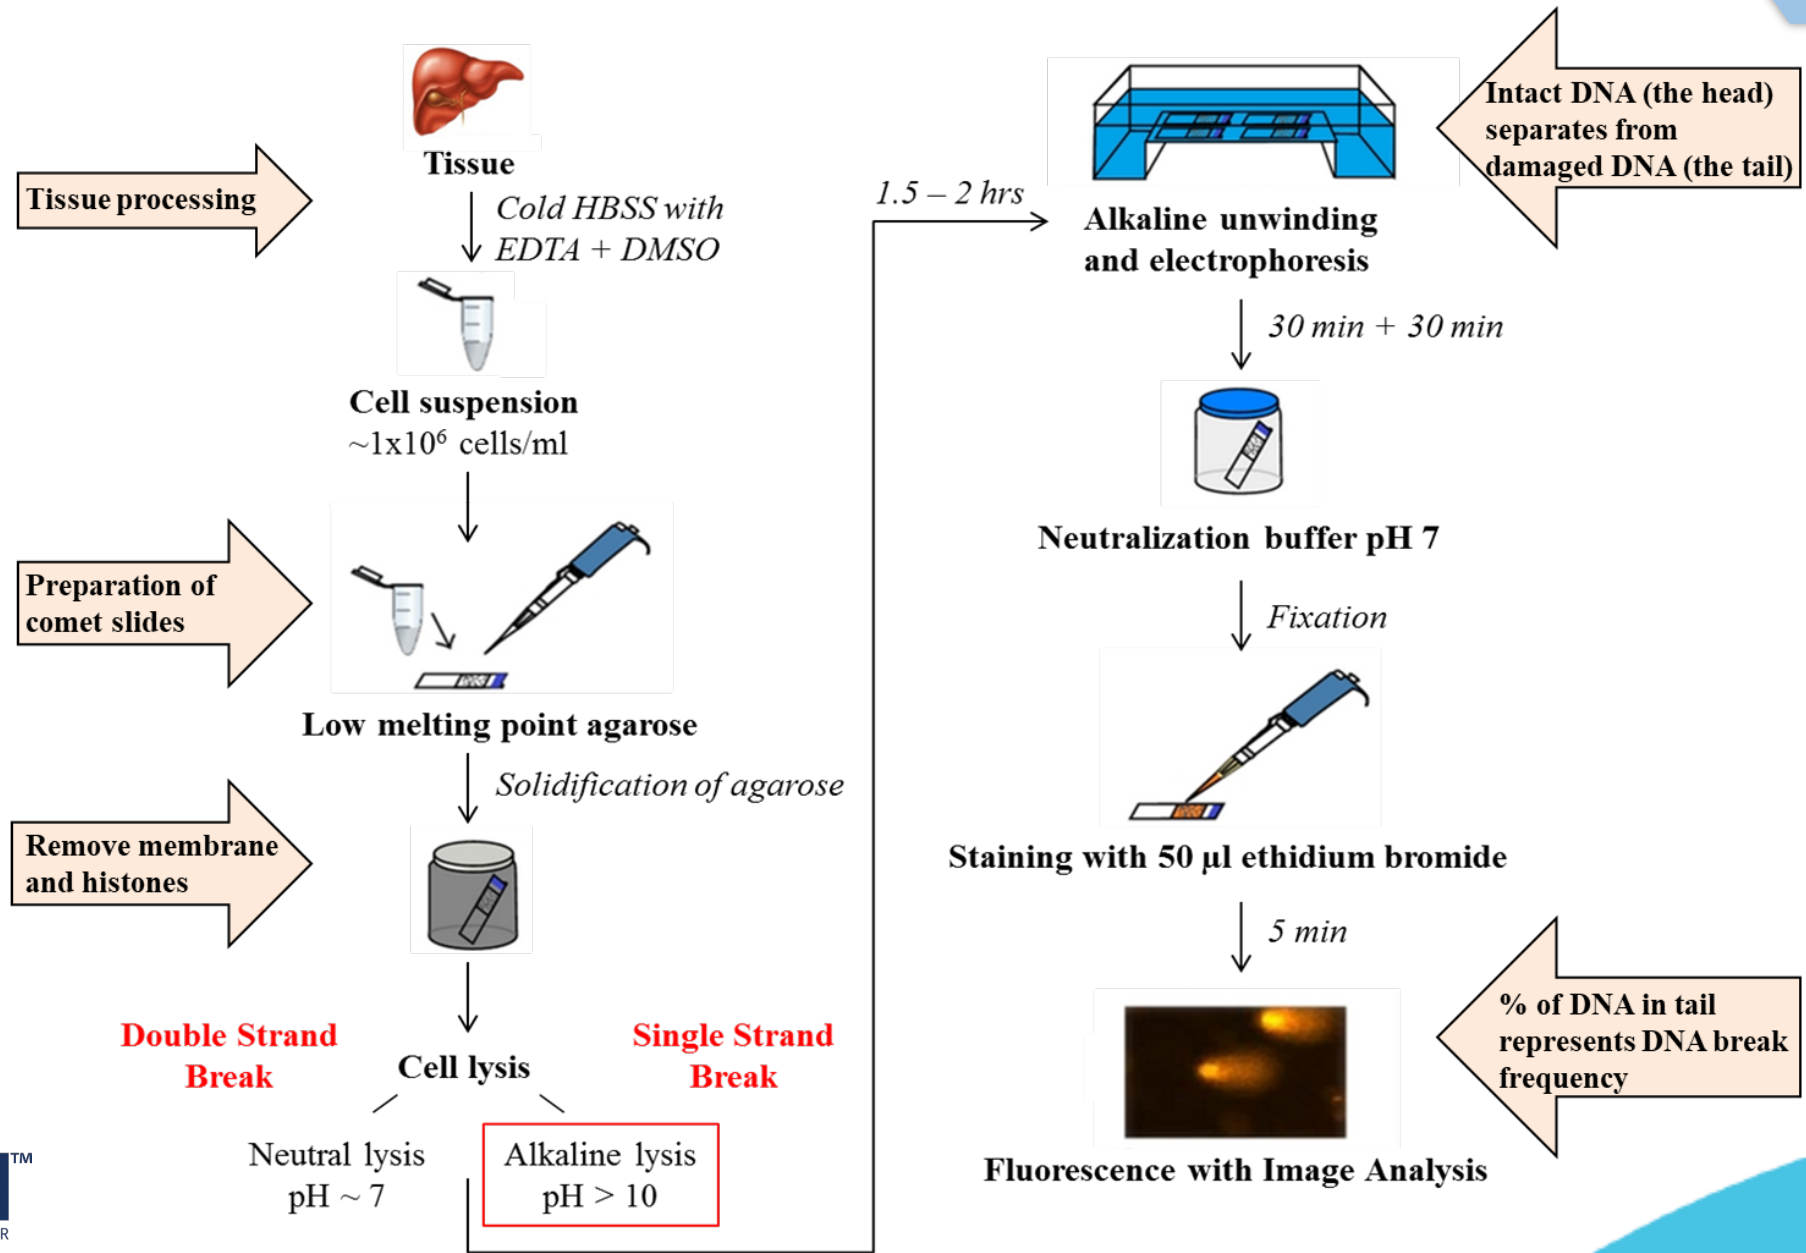 Tissue processing
Tissue
Cold HBSS with
EDTA + DMSO
Cell suspension
~1x10⁶ cells/ml
Preparation of
comet slides
Low melting point agarose
Solidification of agarose
Remove membrane
and histones
Double Strand
Break
Cell lysis
Single Strand
Break
Neutral lysis
pH ~ 7
Alkaline lysis
pH > 10
1.5 – 2 hrs
Intact DNA (the head)
separates from
damaged DNA (the tail)
Alkaline unwinding
and electrophoresis
30 min + 30 min
Neutralization buffer pH 7
Fixation
Staining with 50 µl ethidium bromide
5 min
% of DNA in tail
represents DNA break
frequency
Fluorescence with Image Analysis
TM
R